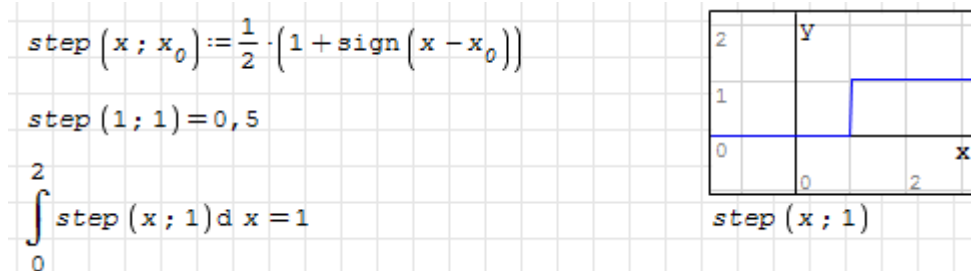 step (x ; x₀) := 1/2 · (1 + sign (x − x₀))
step (1 ; 1) = 0,5
2
∫ step (x ; 1) d x = 1
0
y
2
1
0
x
0
2
step (x ; 1)